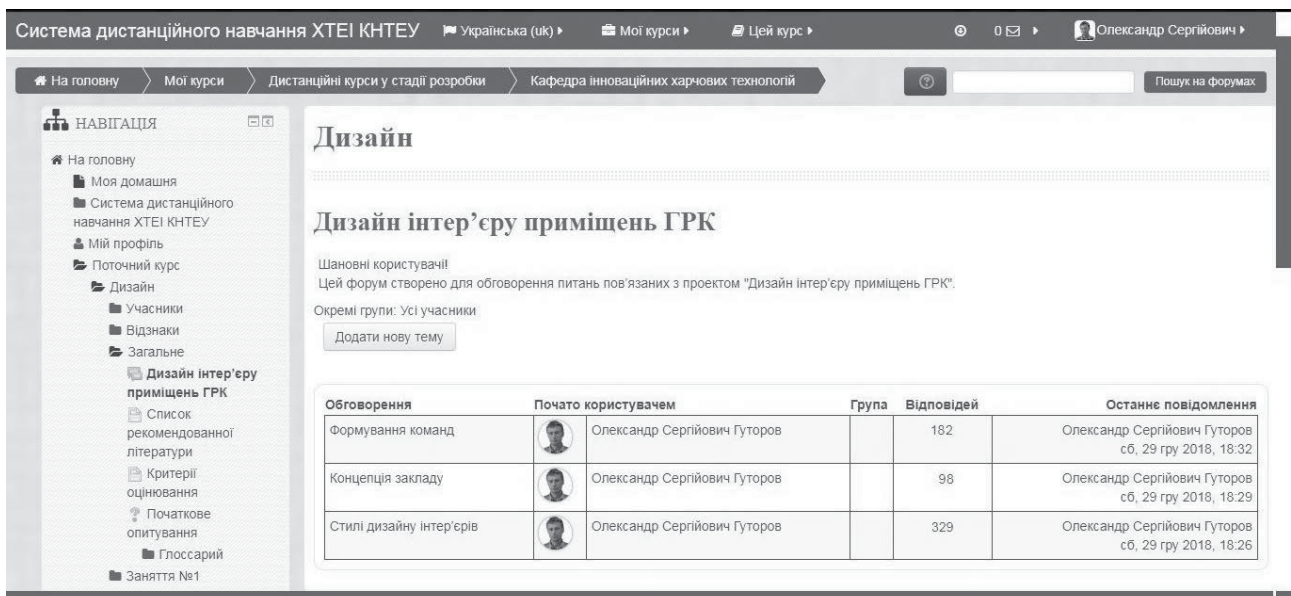 Система дистанційного навчання ХТЕІ КНТЕУ Українська (uk) Мої курси Цей курс 0 Олександр Сергійович
На головну Мої курси Дистанційні курси у стадії розробки Кафедра інноваційних харчових технологій Пошук на форумах
НАВІГАЦІЯ
На головну
Моя домашня
Система дистанційного
навчання ХТЕІ КНТЕУ
Мій профіль
Поточний курс
Дизайн
Учасники
Відзнаки
Загальне
Дизайн інтер'єру
приміщень ГРК
Список
рекомендованної
літератури
Критерії
оцінювання
Початкове
опитування
Глоссарий
Заняття №1
Дизайн
Дизайн інтер’єру приміщень ГРК
Шановні користувачі!
Цей форум створено для обговорення питань пов'язаних з проектом "Дизайн інтер'єру приміщень ГРК".
Окремі групи: Усі учасники
Додати нову тему
Обговорення Почато користувачем Група Відповідей Останнє повідомлення
Формування команд Олександр Сергійович Гуторов 182 Олександр Сергійович Гуторов
сб, 29 гру 2018, 18:32
Концепція закладу Олександр Сергійович Гуторов 98 Олександр Сергійович Гуторов
сб, 29 гру 2018, 18:29
Стилі дизайну інтер'єрів Олександр Сергійович Гуторов 329 Олександр Сергійович Гуторов
сб, 29 гру 2018, 18:26